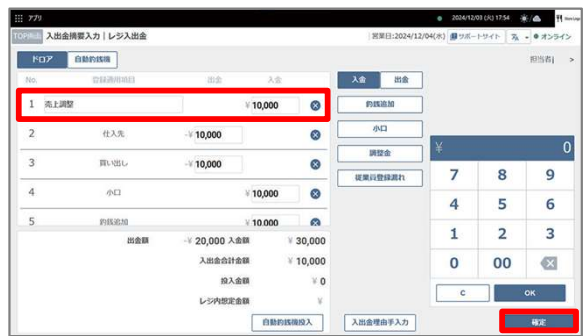 アプリ
2024/12/03 (火) 17:54
TOP画面 入出金摘要入力 | レジ入出金
営業日:2024/12/04(水) サポートサイト オンライン
ドロア 自動釣銭機
担当者|
No. 登録適用項目 出金 入金
入金 出金
1 売上調整 ¥ 10,000
釣銭追加
2 仕入先 -¥ 10,000
小口
3 買い出し -¥ 10,000
調整金
¥ 0
4 小口 ¥ 10,000
従業員登録漏れ
7 8 9
4 5 6
5 釣銭追加 ¥ 10,000
1 2 3
出金額 -¥ 20,000 入金額 ¥ 30,000
入出金合計金額 ¥ 10,000
0 00
投入金額 ¥ 0
C OK
レジ内想定金額 ¥
自動釣銭機投入 入出金理由手入力 確定